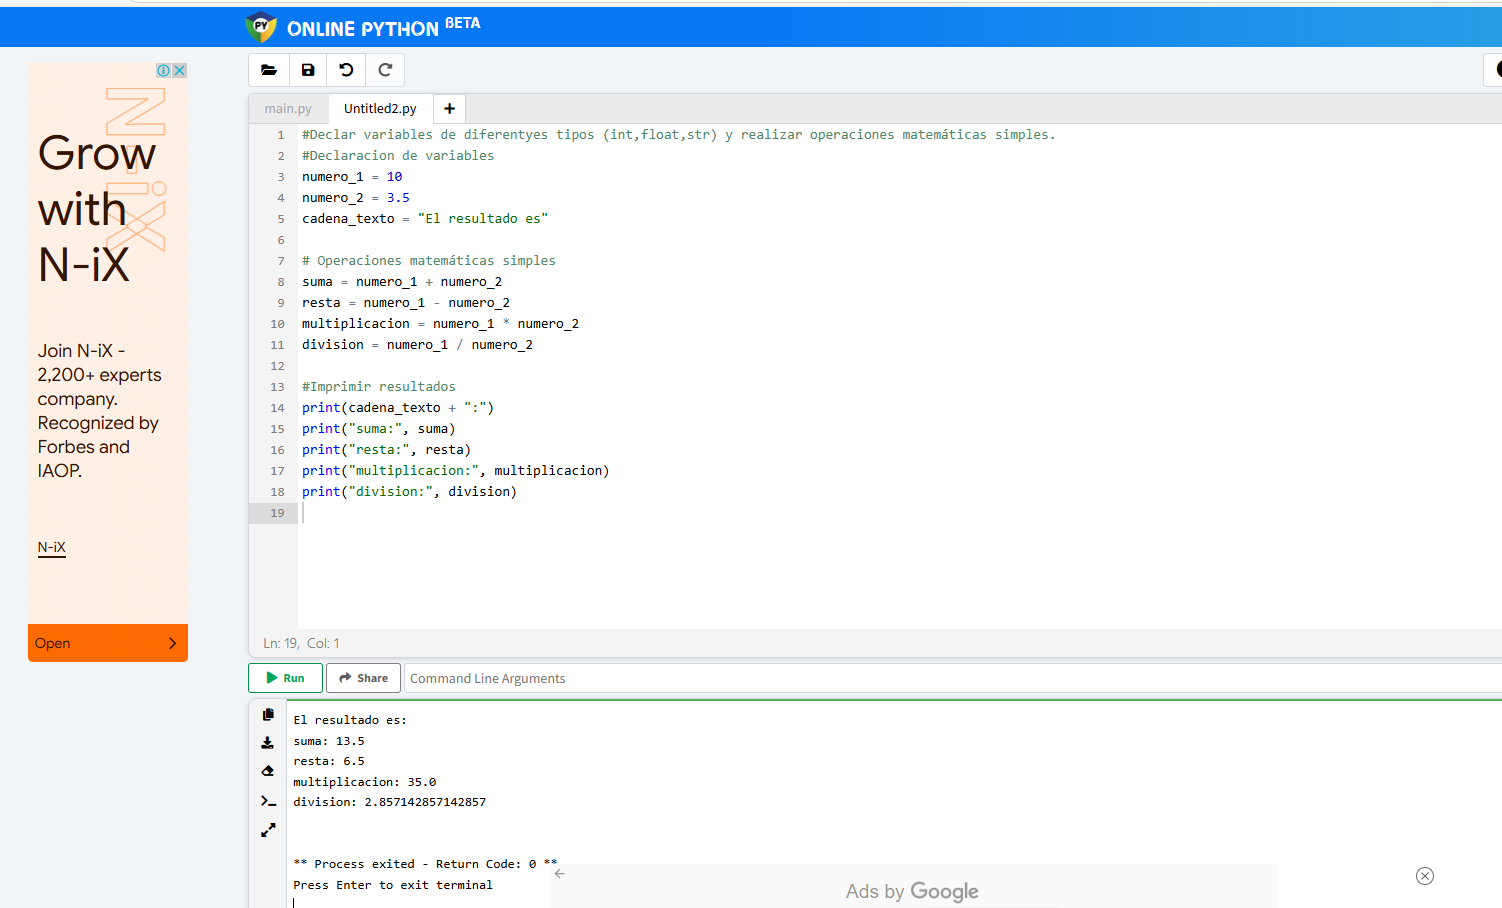 PY ONLINE PYTHON BETA
N-iX
Grow
with
N-iX
Join N-iX -
2,200+ experts
company.
Recognized by
Forbes and
IAOP.
N-iX
Open
main.py Untitled2.py +
1 #Declar variables de diferentyes tipos (int,float,str) y realizar operaciones matemáticas simples.
2 #Declaracion de variables
3 numero_1 = 10
4 numero_2 = 3.5
5 cadena_texto = "El resultado es"
6
7 # Operaciones matemáticas simples
8 suma = numero_1 + numero_2
9 resta = numero_1 - numero_2
10 multiplicacion = numero_1 * numero_2
11 division = numero_1 / numero_2
12
13 #Imprimir resultados
14 print(cadena_texto + ":")
15 print("suma:", suma)
16 print("resta:", resta)
17 print("multiplicacion:", multiplicacion)
18 print("division:", division)
19
Ln: 19, Col: 1
Run Share Command Line Arguments
El resultado es:
suma: 13.5
resta: 6.5
multiplicacion: 35.0
division: 2.857142857142857
** Process exited - Return Code: 0 **
Press Enter to exit terminal
Ads by Google